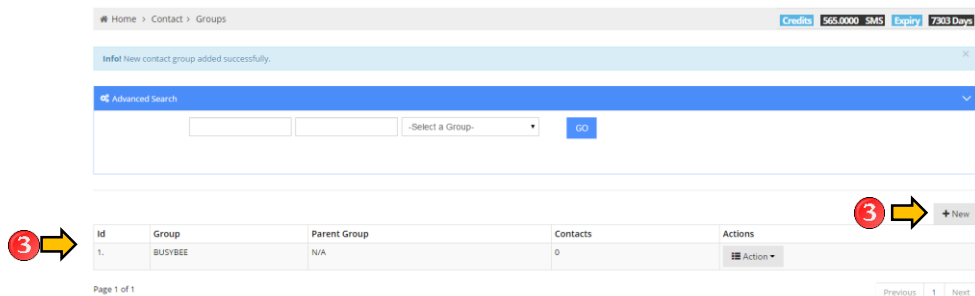 Home > Contact > Groups
Credits 565.0000 SMS Expiry 7303 Days
Info! New contact group added successfully. ×
Advanced Search
-Select a Group- GO
3 + New
Id Group Parent Group Contacts Actions
3 1. BUSYBEE N/A 0 Action
Page 1 of 1
Previous 1 Next